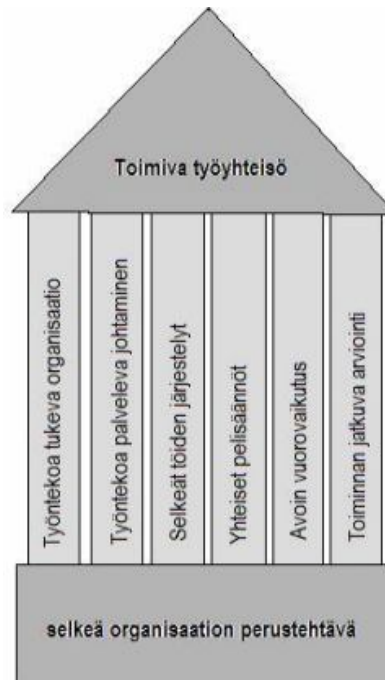 Toimiva työyhteisö
Työntekoa tukeva organisaatio
Työntekoa palveleva johtaminen
Selkeät töiden järjestelyt
Yhteiset pelisäännöt
Avoin vuorovaikutus
Toiminnan jatkuva arviointi
selkeä organisaation perustehtävä